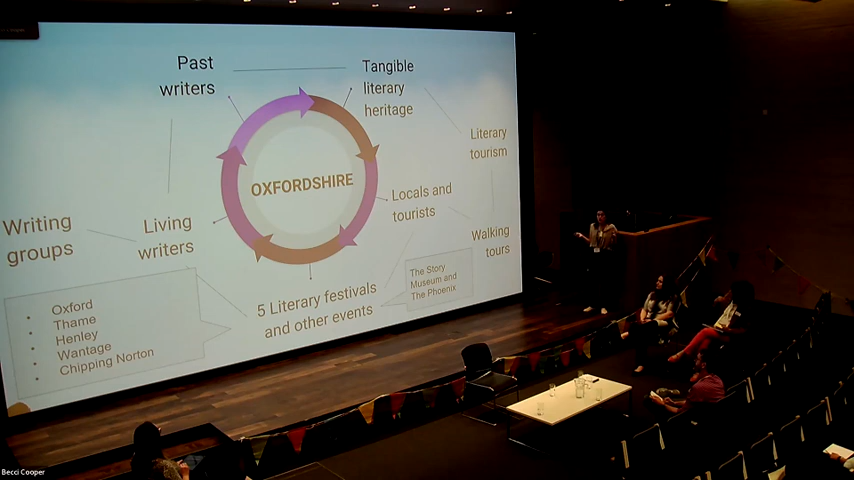 Past
writers
Tangible
literary
heritage
Literary
tourism
OXFORDSHIRE
Locals and
tourists
Walking
tours
Writing
groups
Living
writers
The Story
Museum and
The Phoenix
5 Literary festivals
and other events
Oxford
Thame
Henley
Wantage
Chipping Norton
Becci Cooper